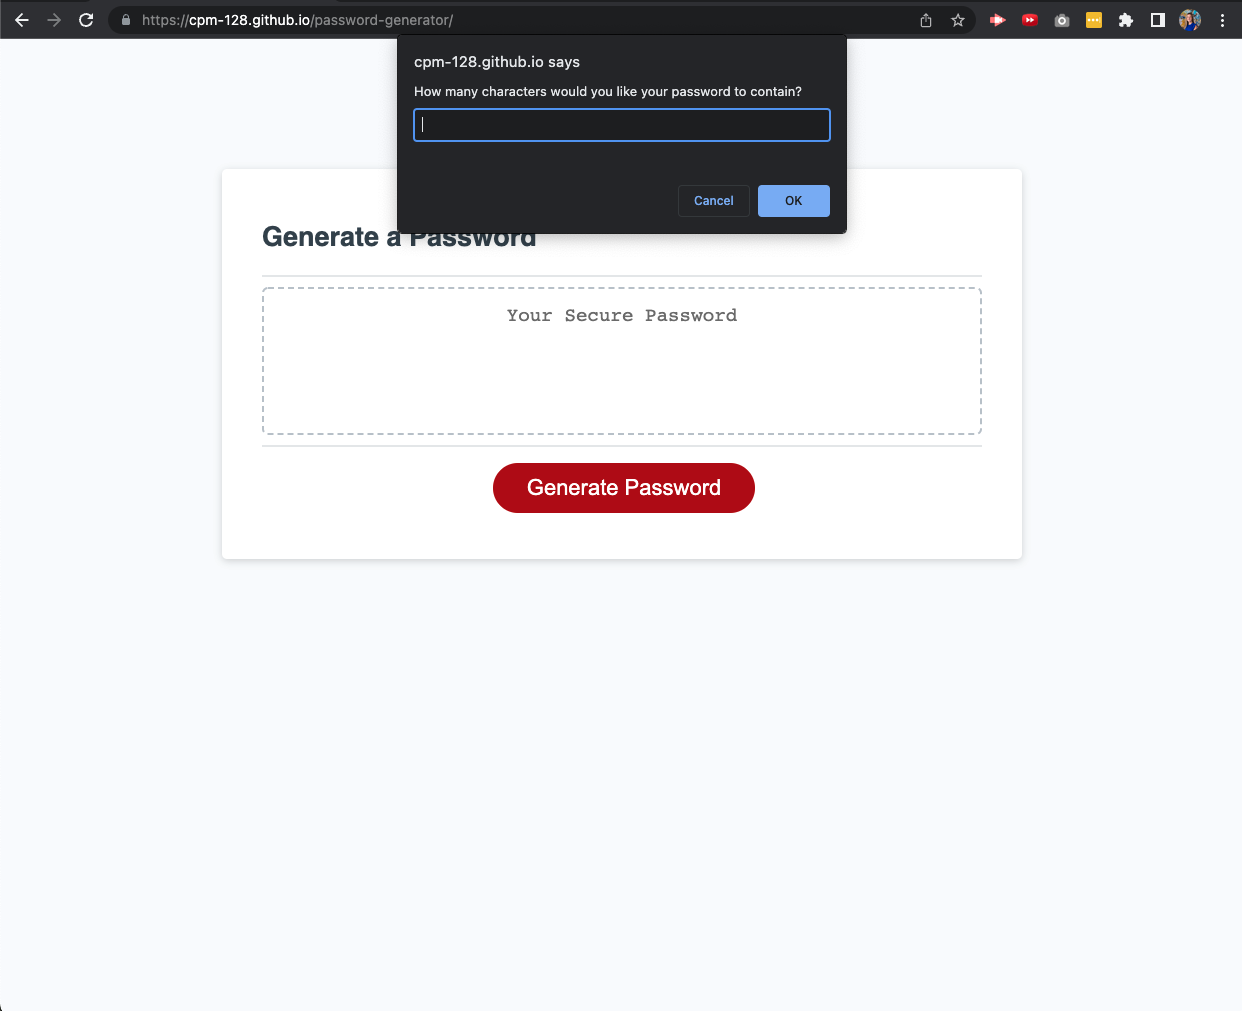 https://cpm-128.github.io/password-generator/
cpm-128.github.io says
How many characters would you like your password to contain?
Cancel
OK
Generate a Password
Your Secure Password
Generate Password